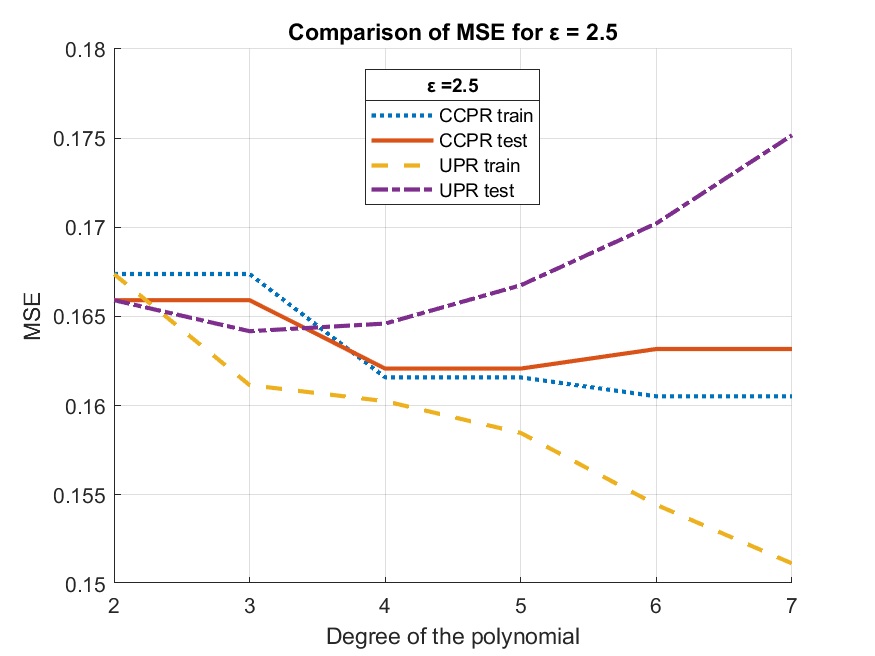 Comparison of MSE for ε = 2.5
0.18
0.175
0.17
0.165
0.16
0.155
0.15
MSE
ε =2.5
CCPR train
CCPR test
UPR train
UPR test
2 3 4 5 6 7
Degree of the polynomial